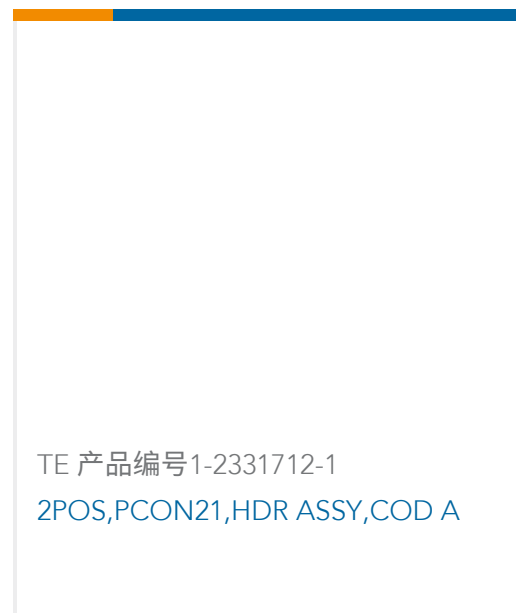 TE 产品编号1-2331712-1
2POS,PCON21,HDR ASSY,COD A